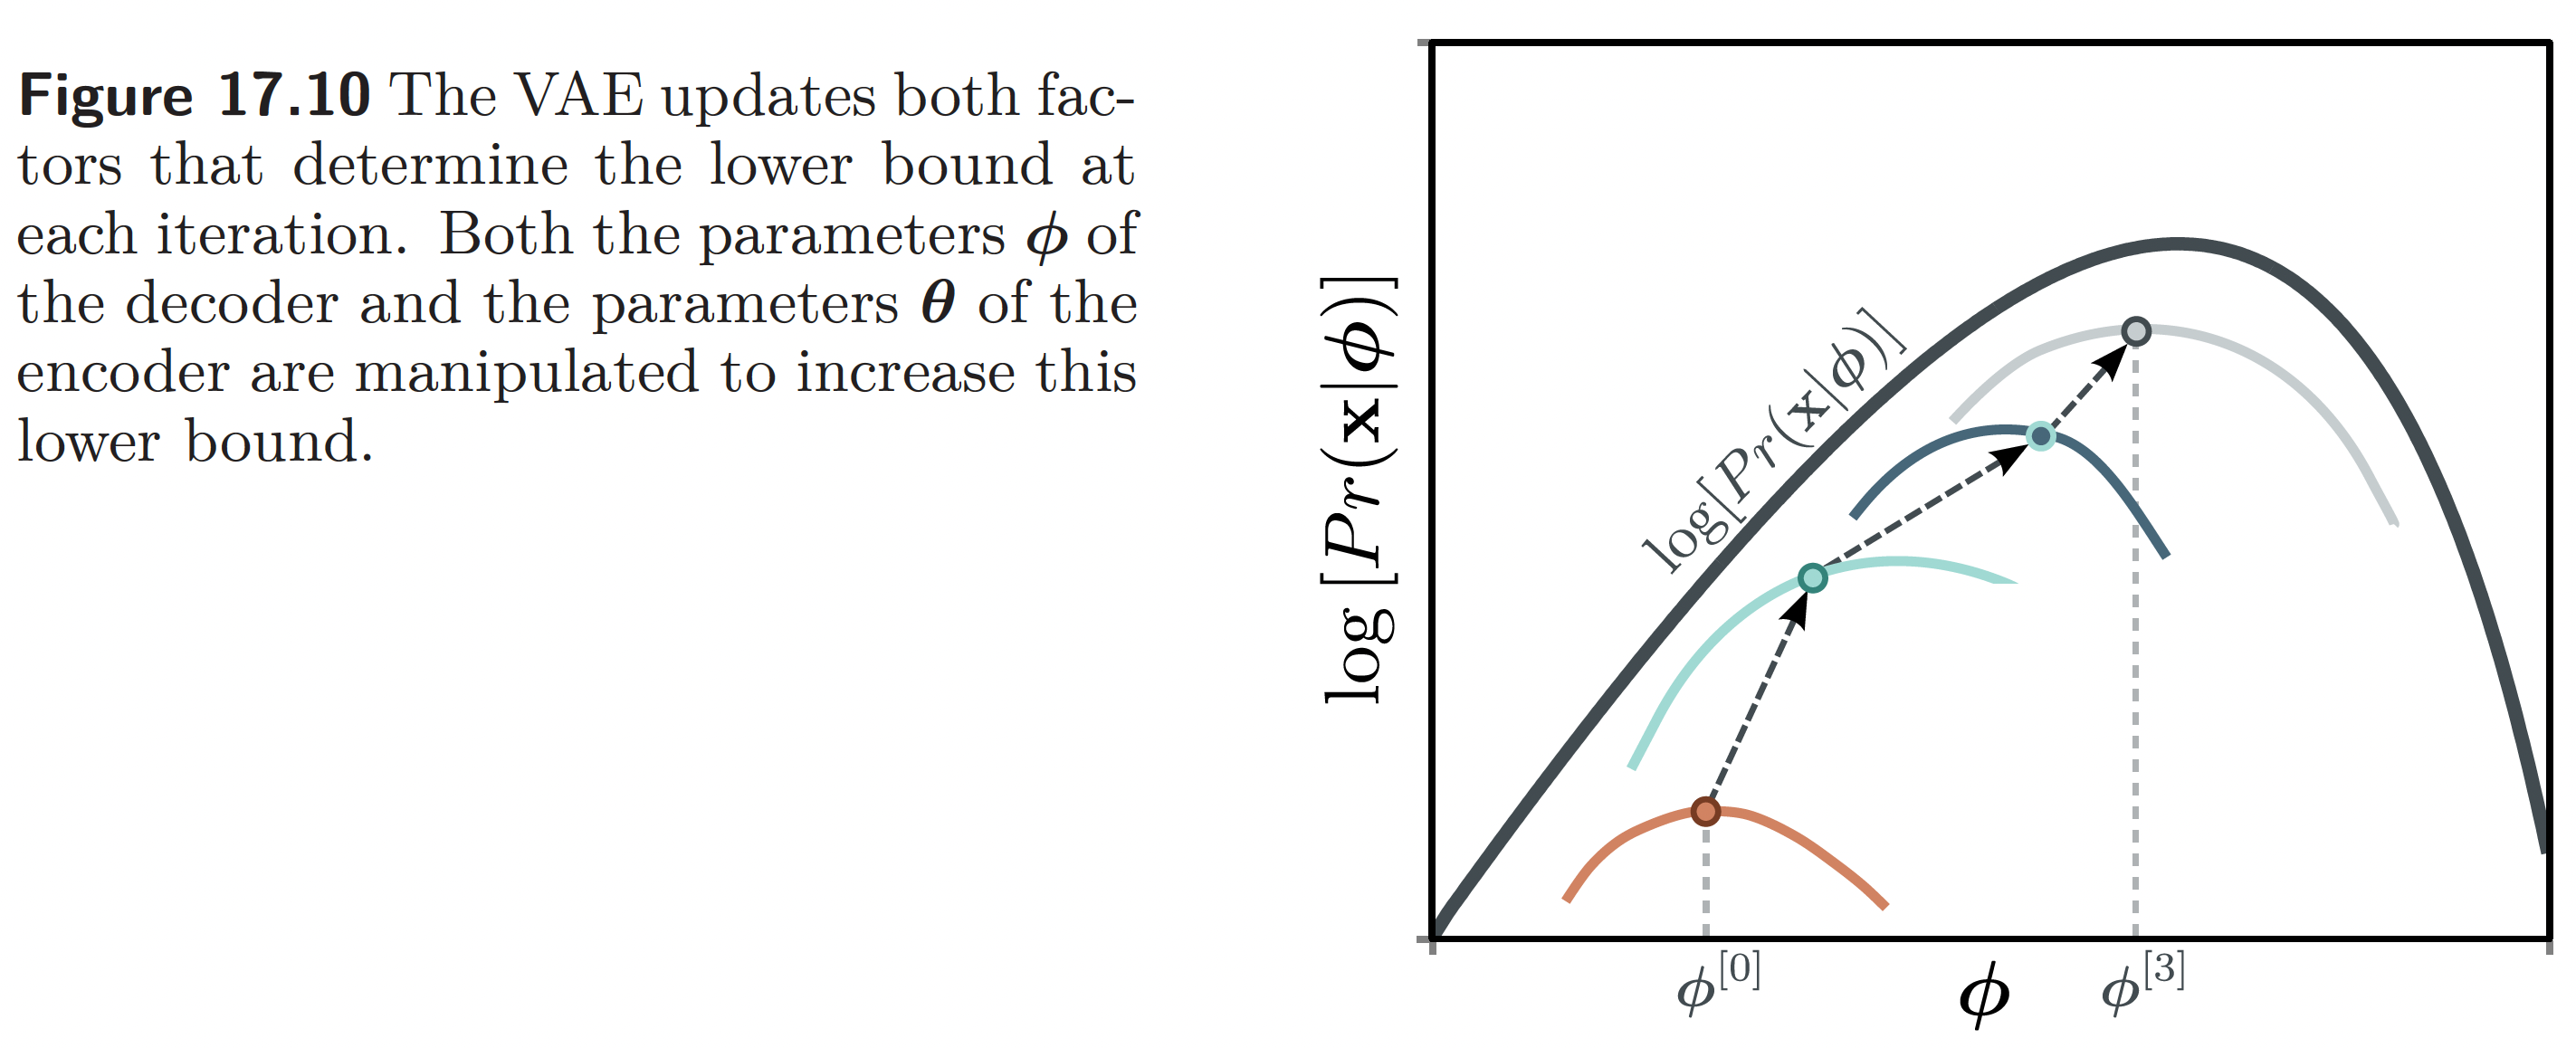 Figure 17.10 The VAE updates both fac-
tors that determine the lower bound at
each iteration. Both the parameters ϕ of
the decoder and the parameters θ of the
encoder are manipulated to increase this
lower bound.
log[Pr(x|ϕ)]
log[Pr(x|ϕ)]
ϕ[0]
ϕ
ϕ[3]